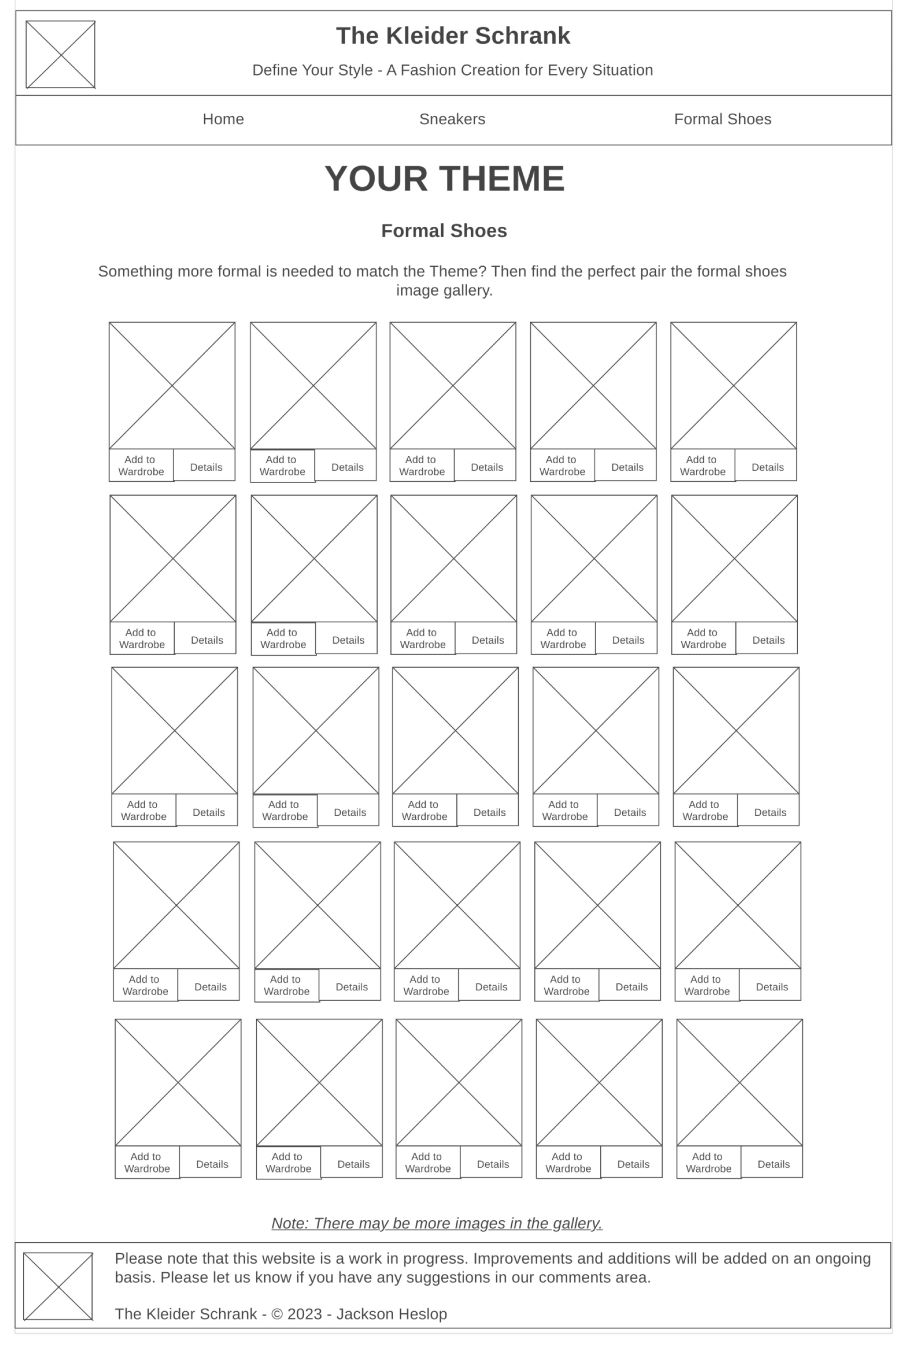 The Kleider Schrank
Define Your Style - A Fashion Creation for Every Situation
Home Sneakers Formal Shoes
YOUR THEME
Formal Shoes
Something more formal is needed to match the Theme? Then find the perfect pair the formal shoes
image gallery.
Add to Add to Add to Add to Add to
Wardrobe Details Wardrobe Details Wardrobe Details Wardrobe Details Wardrobe Details
Add to Add to Add to Add to Add to
Wardrobe Details Wardrobe Details Wardrobe Details Wardrobe Details Wardrobe Details
Add to Add to Add to Add to Add to
Wardrobe Details Wardrobe Details Wardrobe Details Wardrobe Details Wardrobe Details
Add to Add to Add to Add to Add to
Wardrobe Details Wardrobe Details Wardrobe Details Wardrobe Details Wardrobe Details
Add to Add to Add to Add to Add to
Wardrobe Details Wardrobe Details Wardrobe Details Wardrobe Details Wardrobe Details
Note: There may be more images in the gallery.
Please note that this website is a work in progress. Improvements and additions will be added on an ongoing
basis. Please let us know if you have any suggestions in our comments area.
The Kleider Schrank - © 2023 - Jackson Heslop